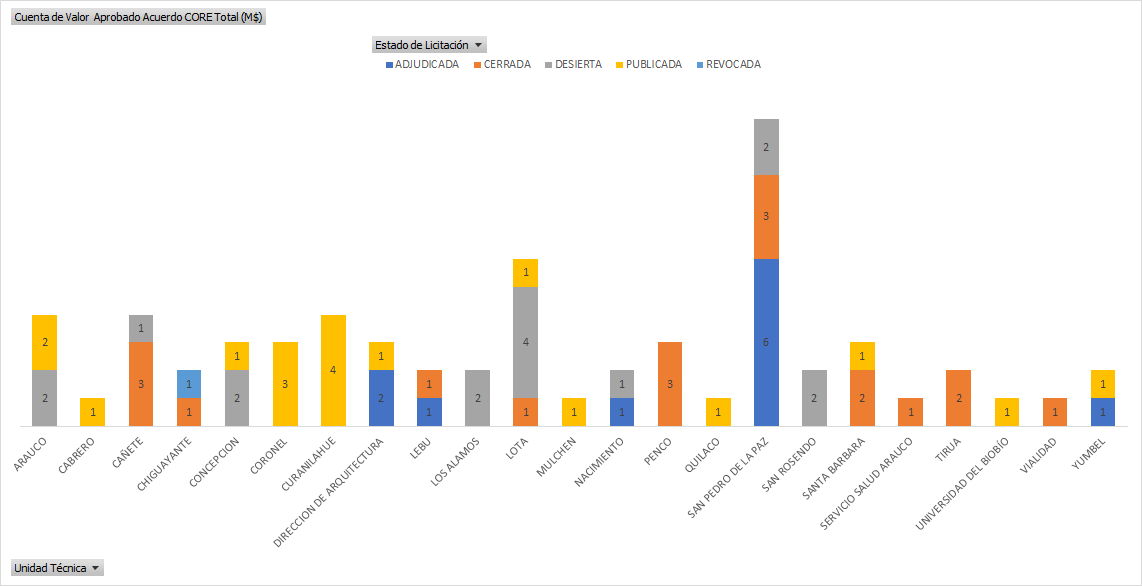 Cuenta de Valor Aprobado Acuerdo CORE Total (M$)
Estado de Licitación
ADJUDICADA CERRADA DESIERTA PUBLICADA REVOCADA
2
3
1
1
6
4
2
1
3
1
1
1
2
2
1
3
4
1
2
1
1
2
4
1
1
1
1
3
1
2
2
1
2
1
1
1
1
1
ARAUCO
CABRERO
CAÑETE
CHIGUAYANTE
CONCEPCION
CORONEL
CURANILAHUE
DIRECCION DE ARQUITECTURA
LEBU
LOS ALAMOS
LOTA
MULCHEN
NACIMIENTO
PENCO
QUILACO
SAN PEDRO DE LA PAZ
SAN ROSENDO
SANTA BARBARA
SERVICIO SALUD ARAUCO
TIRUA
UNIVERSIDAD DEL BIOBÍO
VIALIDAD
YUMBEL
Unidad Técnica